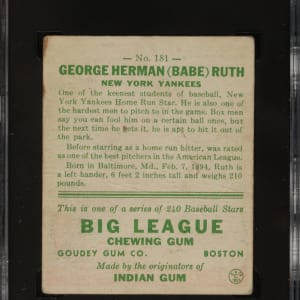 — No. 181 —
GEORGE HERMAN (BABE) RUTH
NEW YORK YANKEES
One of the keenest students of baseball, New
York Yankees Home Run Star. He is also one
of the hardest men to pitch to in the game. Box men
say you can fool him on a certain ball once, but
the next time he gets it, he is apt to hit it out of
the park.
Before starring as a home run hitter, was rated
as one of the best pitchers in the American League.
Born in Baltimore, Md., Feb. 7, 1894, Ruth is
a left hander, 6 feet 2 inches tall and weighs 210
pounds.
This is one of a series of 240 Baseball Stars
BIG LEAGUE
CHEWING GUM
GOUDEY GUM CO. BOSTON
Made by the originators of
INDIAN GUM